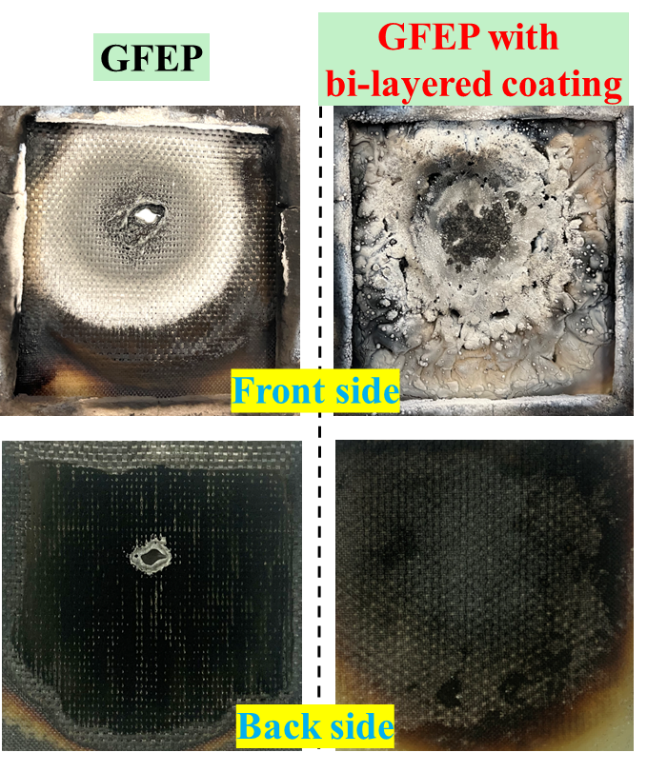 GFEP
GFEP with
bi-layered coating
Front side
Back side